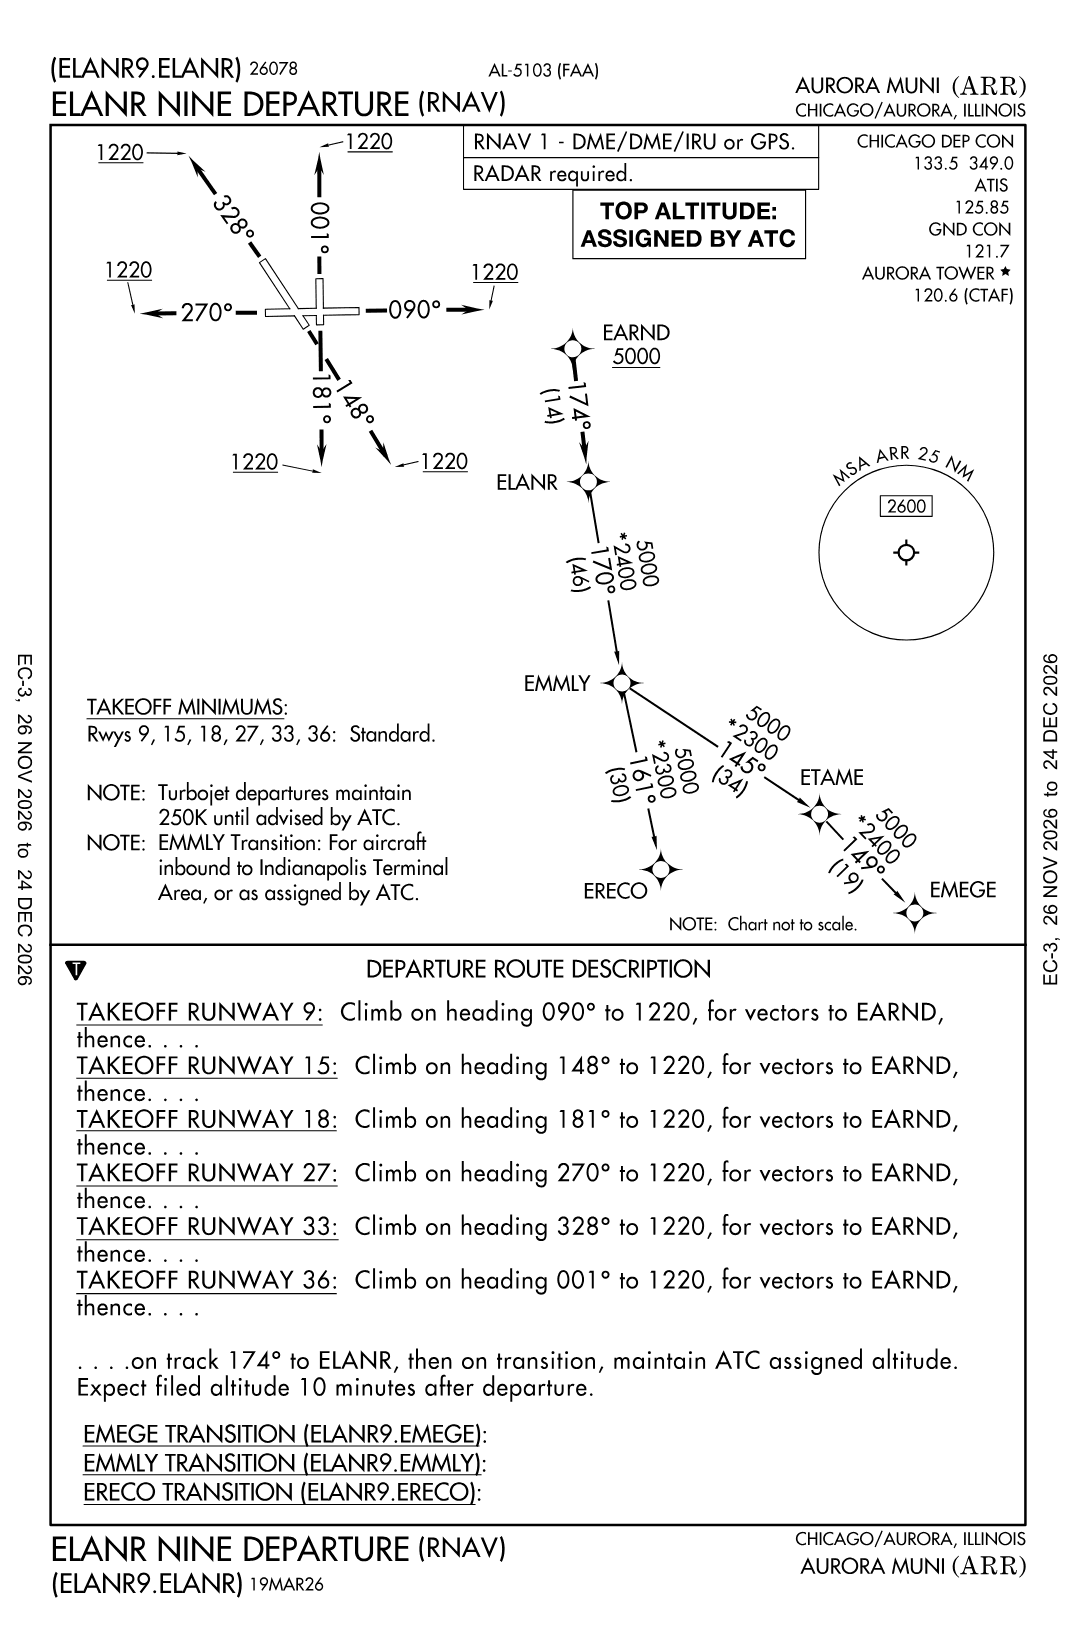 (ELANR9.ELANR) 26078
AL-5103 (FAA)
AURORA MUNI (ARR)
ELANR NINE DEPARTURE (RNAV)
CHICAGO/AURORA, ILLINOIS
RNAV 1 - DME/DME/IRU or GPS.
RADAR required.
TOP ALTITUDE:
ASSIGNED BY ATC
CHICAGO DEP CON
133.5 349.0
ATIS
125.85
GND CON
121.7
AURORA TOWER ★
120.6 (CTAF)
1220
1220
328°
001°
1220
1220
270°
090°
181°
148°
1220
1220
EARND
5000
174°
(14)
ELANR
5000
*2400
170°
(46)
EMMLY
5000
*2300
145°
(34)
5000
*2300
161°
(30)
ETAME
5000
*2400
149°
(19)
ERECO
EMEGE
MSA ARR 25 NM
2600
TAKEOFF MINIMUMS:
Rwys 9, 15, 18, 27, 33, 36: Standard.
NOTE: Turbojet departures maintain
250K until advised by ATC.
NOTE: EMMLY Transition: For aircraft
inbound to Indianapolis Terminal
Area, or as assigned by ATC.
NOTE: Chart not to scale.
EC-3, 26 NOV 2026 to 24 DEC 2026
EC-3, 26 NOV 2026 to 24 DEC 2026
T
DEPARTURE ROUTE DESCRIPTION
TAKEOFF RUNWAY 9: Climb on heading 090° to 1220, for vectors to EARND,
thence. . . .
TAKEOFF RUNWAY 15: Climb on heading 148° to 1220, for vectors to EARND,
thence. . . .
TAKEOFF RUNWAY 18: Climb on heading 181° to 1220, for vectors to EARND,
thence. . . .
TAKEOFF RUNWAY 27: Climb on heading 270° to 1220, for vectors to EARND,
thence. . . .
TAKEOFF RUNWAY 33: Climb on heading 328° to 1220, for vectors to EARND,
thence. . . .
TAKEOFF RUNWAY 36: Climb on heading 001° to 1220, for vectors to EARND,
thence. . . .
. . . .on track 174° to ELANR, then on transition, maintain ATC assigned altitude.
Expect filed altitude 10 minutes after departure.
EMEGE TRANSITION (ELANR9.EMEGE):
EMMLY TRANSITION (ELANR9.EMMLY):
ERECO TRANSITION (ELANR9.ERECO):
ELANR NINE DEPARTURE (RNAV)
CHICAGO/AURORA, ILLINOIS
(ELANR9.ELANR) 19MAR26
AURORA MUNI (ARR)